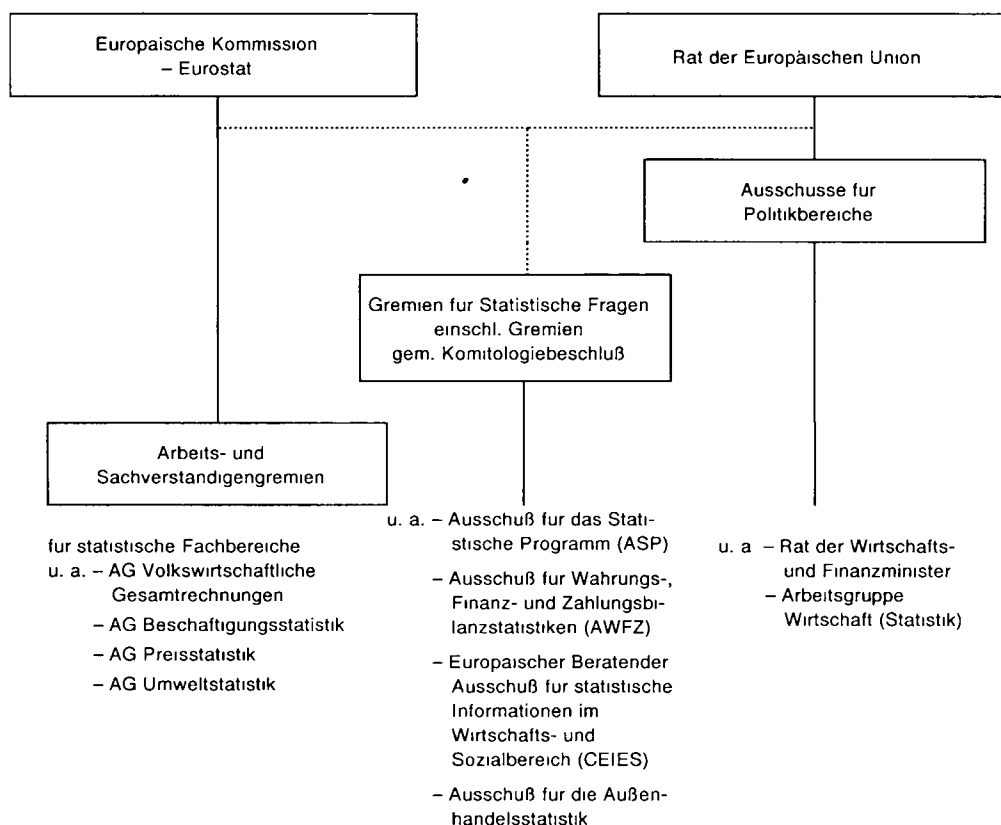 Europaische Kommission
– Eurostat
Rat der Europàischen Union
Ausschusse fur
Politikbereiche
Gremien fur Statistische Fragen
einschl. Gremien
gem. Komitologiebeschluß
Arbeits- und
Sachverstandigengremien
fur statistische Fachbereiche
u. a. – AG Volkswirtschaftliche
Gesamtrechnungen
– AG Beschaftigungsstatistik
– AG Preisstatistik
– AG Umweltstatistik
u. a. – Ausschuß fur das Stati-
stische Programm (ASP)
– Ausschuß fur Wahrungs-,
Finanz- und Zahlungsbi-
lanzstatistiken (AWFZ)
– Europaischer Beratender
Ausschuß fur statistische
Informationen im
Wirtschafts- und
Sozialbereich (CEIES)
– Ausschuß fur die Außen-
handelsstatistik
u. a – Rat der Wirtschafts-
und Finanzminister
– Arbeitsgruppe
Wirtschaft (Statistik)